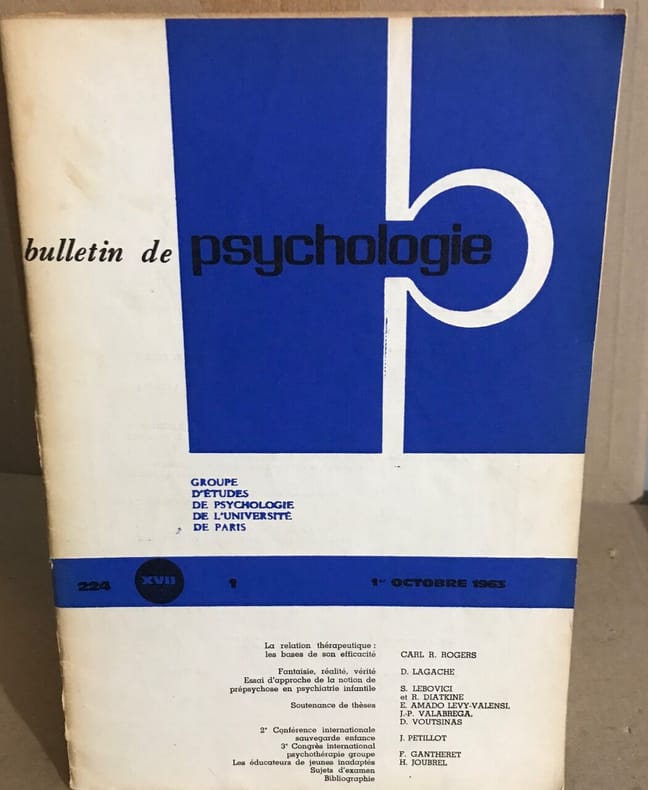 bulletin de psychologie
GROUPE
D'ÉTUDES
DE PSYCHOLOGIE
DE L'UNIVERSITÉ
DE PARIS
224 XVII 1 1er OCTOBRE 1963
La relation thérapeutique :
les bases de son efficacité CARL R. ROGERS
Fantaisie, réalité, vérité D. LAGACHE
Essai d'approche de la notion de
prépsychose en psychiatrie infantile S. LEBOVICI
et R. DIATKINE
Soutenance de thèses E. AMADO LEVY-VALENSI,
J.-P. VALABREGA,
D. VOUTSINAS
2e Conférence internationale
sauvegarde enfance J. PETILLOT
3e Congrès international
psychothérapie groupe F. GANTHERET
Les éducateurs de jeunes inadaptés H. JOUBREL
Sujets d'examen
Bibliographie